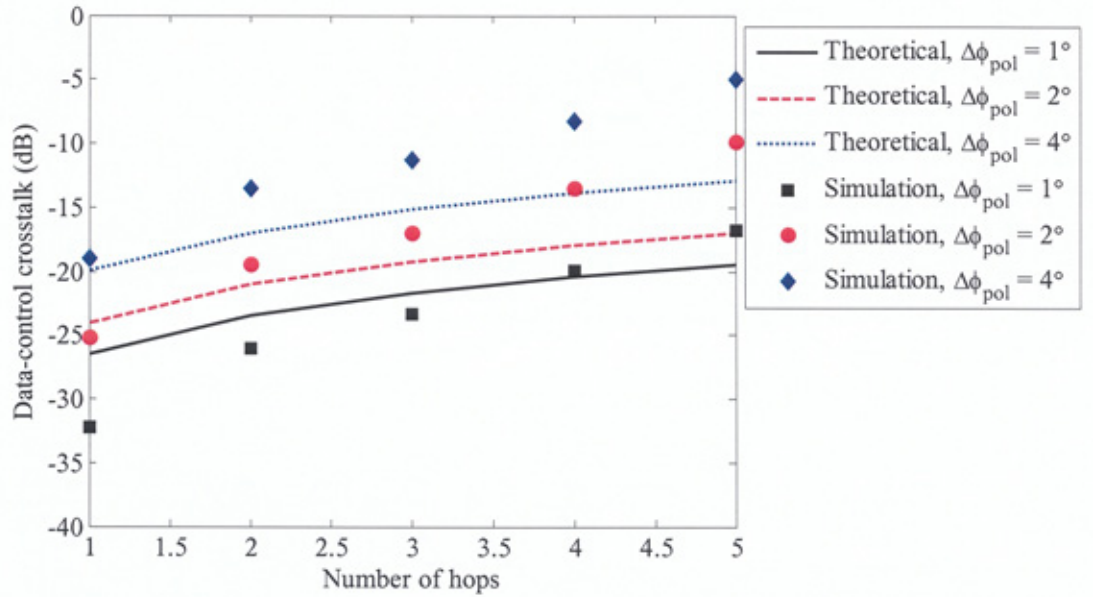 0
-5
-10
-15
-20
-25
-30
-35
-40
Data-control crosstalk (dB)
1 1.5 2 2.5 3 3.5 4 4.5 5
Number of hops
Theoretical, Δϕpol = 1°
Theoretical, Δϕpol = 2°
Theoretical, Δϕpol = 4°
Simulation, Δϕpol = 1°
Simulation, Δϕpol = 2°
Simulation, Δϕpol = 4°